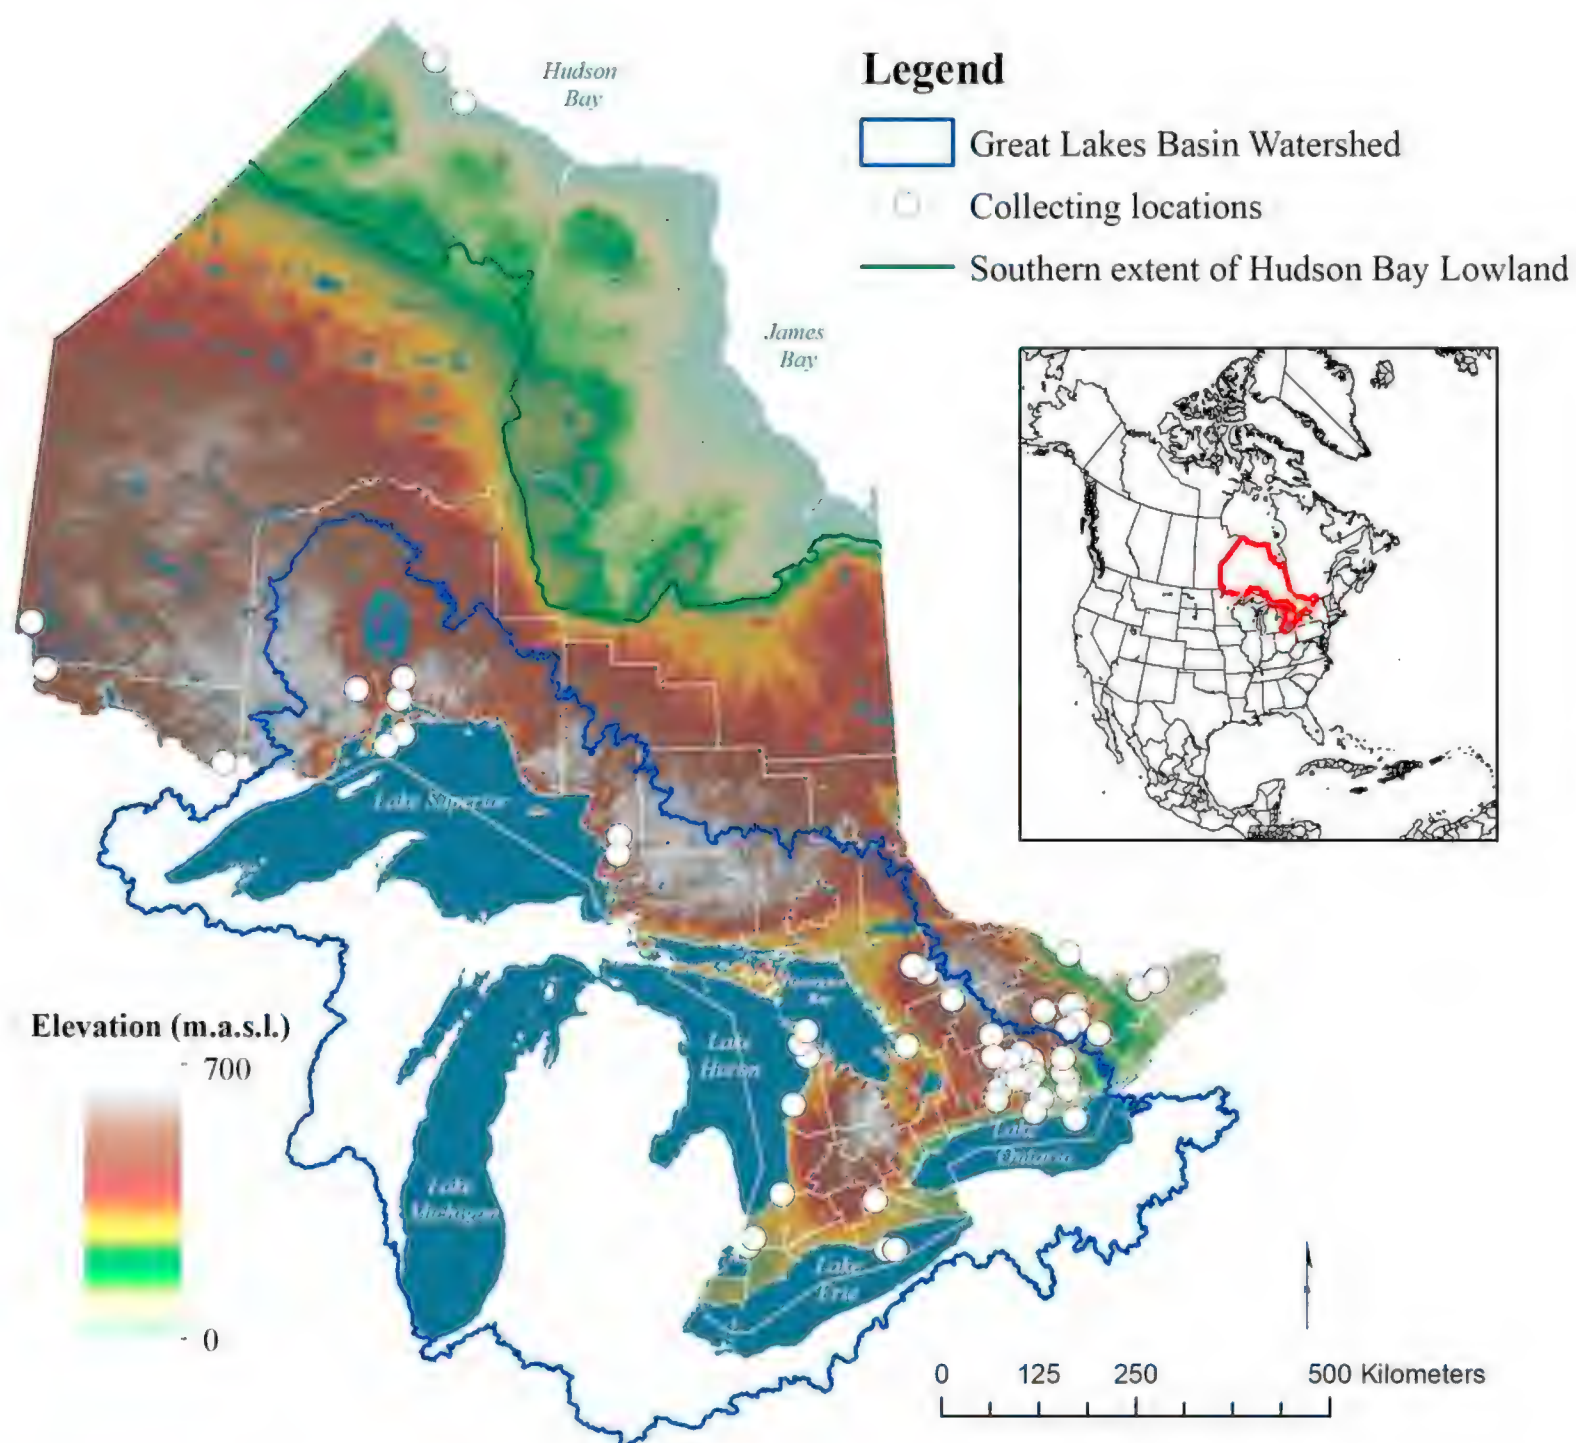 Hudson
Bay
Legend
Great Lakes Basin Watershed
Collecting locations
Southern extent of Hudson Bay Lowland
James
Bay
Lake Superior
Bay
Elevation (m.a.s.l.)
700
0
Lake
Huron
Lake
Michigan
Lake
Ontario
Lake
Erie
0 125 250 500 Kilometers